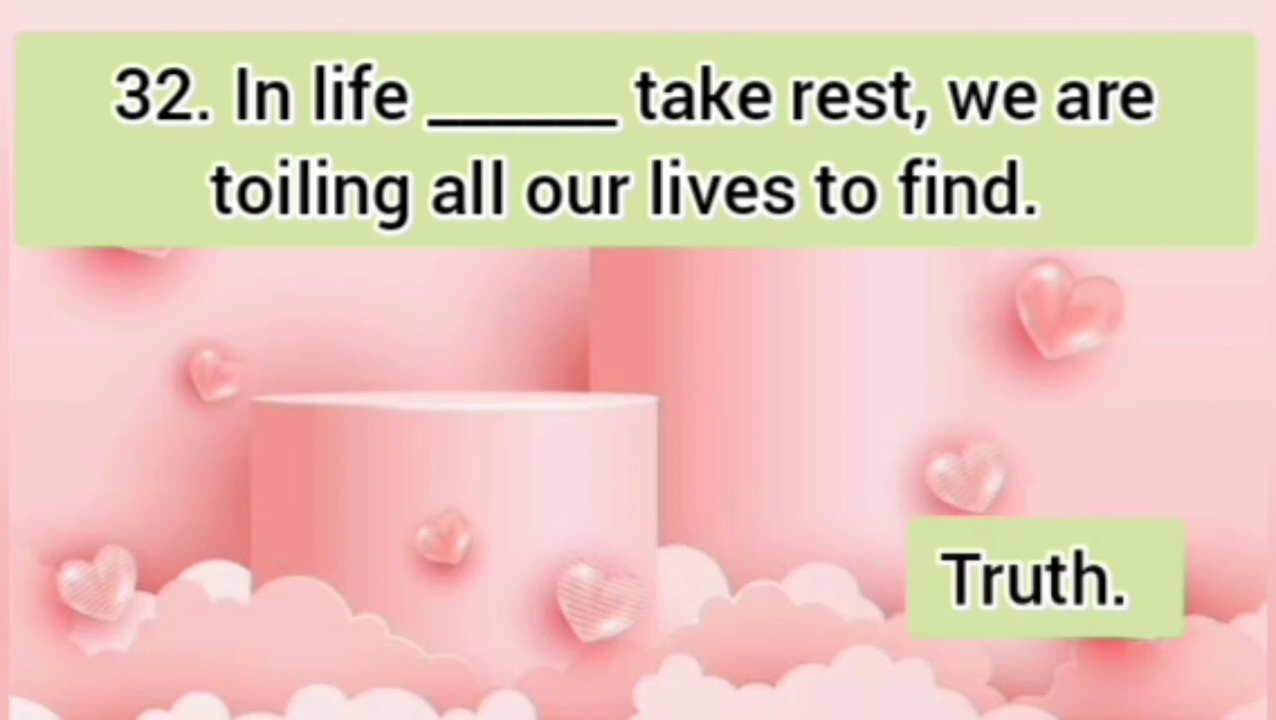 32. In life ______ take rest, we are
toiling all our lives to find.
Truth.